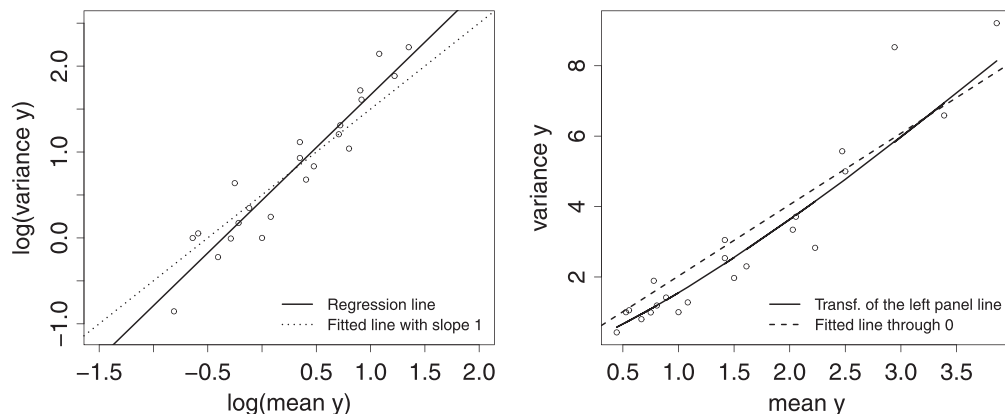 log(variance y)
2.0
1.0
0.0
−1.0
Regression line
Fitted line with slope 1
−1.5 −0.5 0.5 1.0 1.5 2.0
log(mean y)
variance y
8
6
4
2
Transf. of the left panel line
Fitted line through 0
0.5 1.0 1.5 2.0 2.5 3.0 3.5
mean y